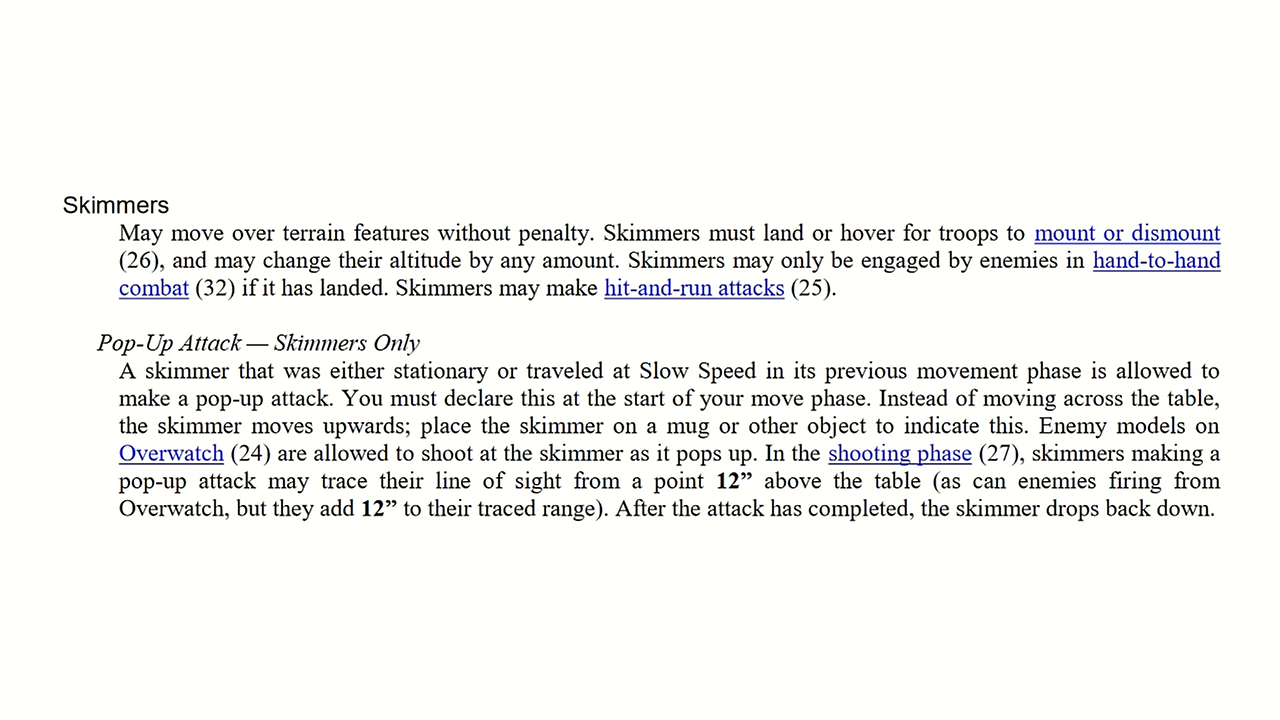 Skimmers
May move over terrain features without penalty. Skimmers must land or hover for troops to mount or dismount
(26), and may change their altitude by any amount. Skimmers may only be engaged by enemies in hand-to-hand
combat (32) if it has landed. Skimmers may make hit-and-run attacks (25).
Pop-Up Attack — Skimmers Only
A skimmer that was either stationary or traveled at Slow Speed in its previous movement phase is allowed to
make a pop-up attack. You must declare this at the start of your move phase. Instead of moving across the table,
the skimmer moves upwards; place the skimmer on a mug or other object to indicate this. Enemy models on
Overwatch (24) are allowed to shoot at the skimmer as it pops up. In the shooting phase (27), skimmers making a
pop-up attack may trace their line of sight from a point 12” above the table (as can enemies firing from
Overwatch, but they add 12” to their traced range). After the attack has completed, the skimmer drops back down.